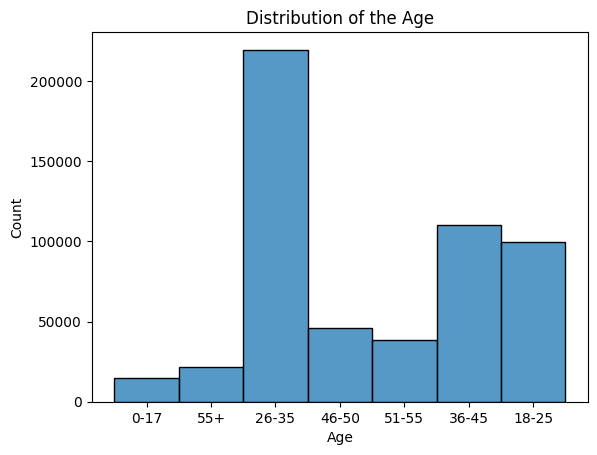 Distribution of the Age
Count
200000
150000
100000
50000
0
0-17 55+ 26-35 46-50 51-55 36-45 18-25
Age